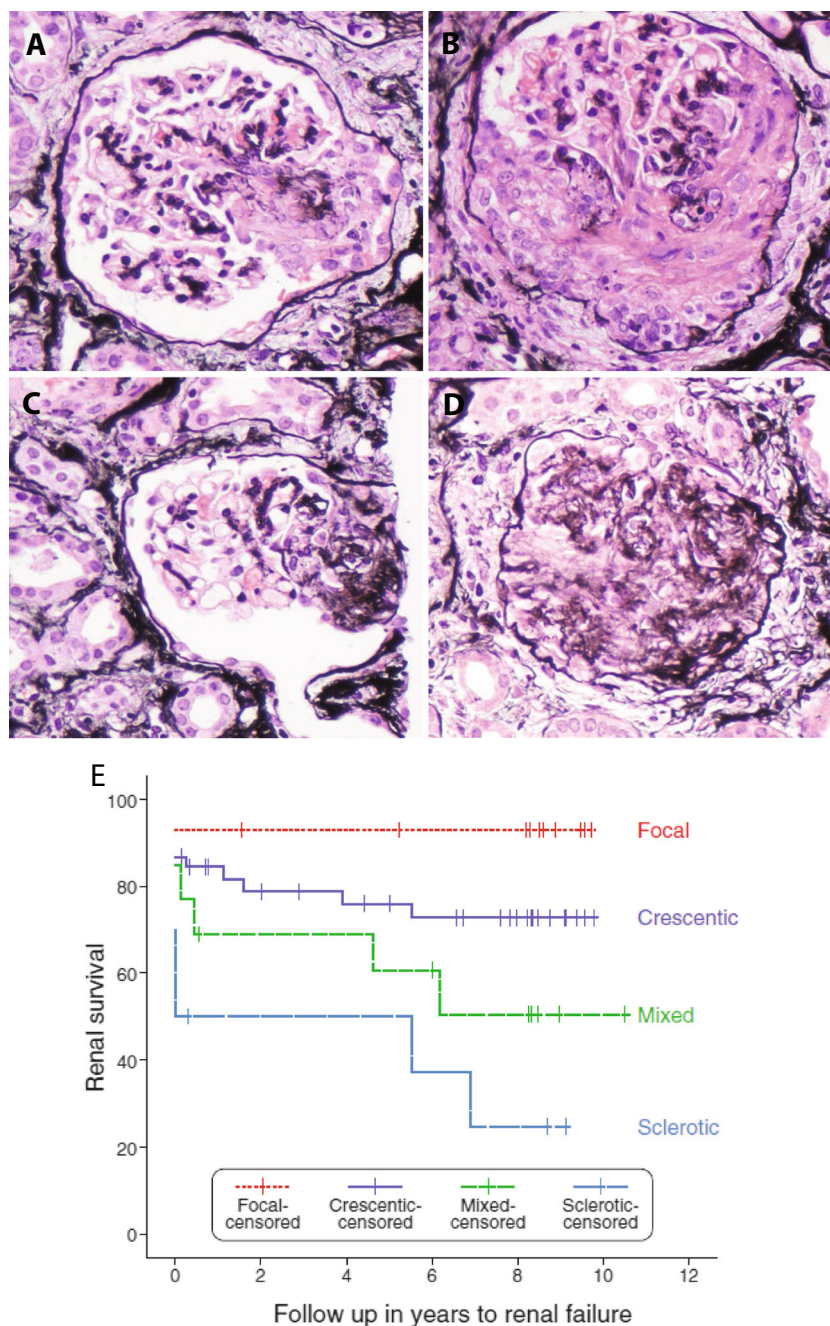 A
B
C
D
E
100
80
60
40
20
0
Renal survival
Focal
Crescentic
Mixed
Sclerotic
Focal-
censored
Crescentic-
censored
Mixed-
censored
Sclerotic-
censored
0 2 4 6 8 10 12
Follow up in years to renal failure